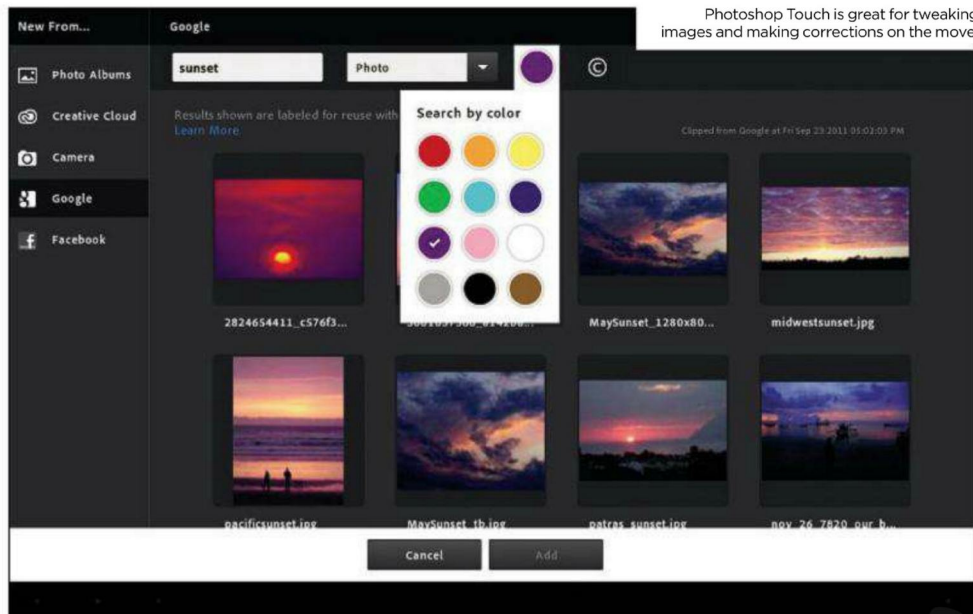 Photoshop Touch is great for tweaking
images and making corrections on the move
New From...
Google
Photo Albums
Creative Cloud
Camera
Google
Facebook
sunset
Photo
©
Search by color
Results shown are labeled for reuse with
Learn More
Clipped from Google at Fri Sep 23 2011 05:02:03 PM
2824654411_c576f3...
MaySunset_1280x80...
midwestsunset.jpg
pacificsunset.jpg
MaySunset_tb.jpg
patras_sunset.jpg
nov_26_7820_our_b...
Cancel
Add